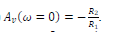 ) A_v(ω = 0) = −R₂/R₁.